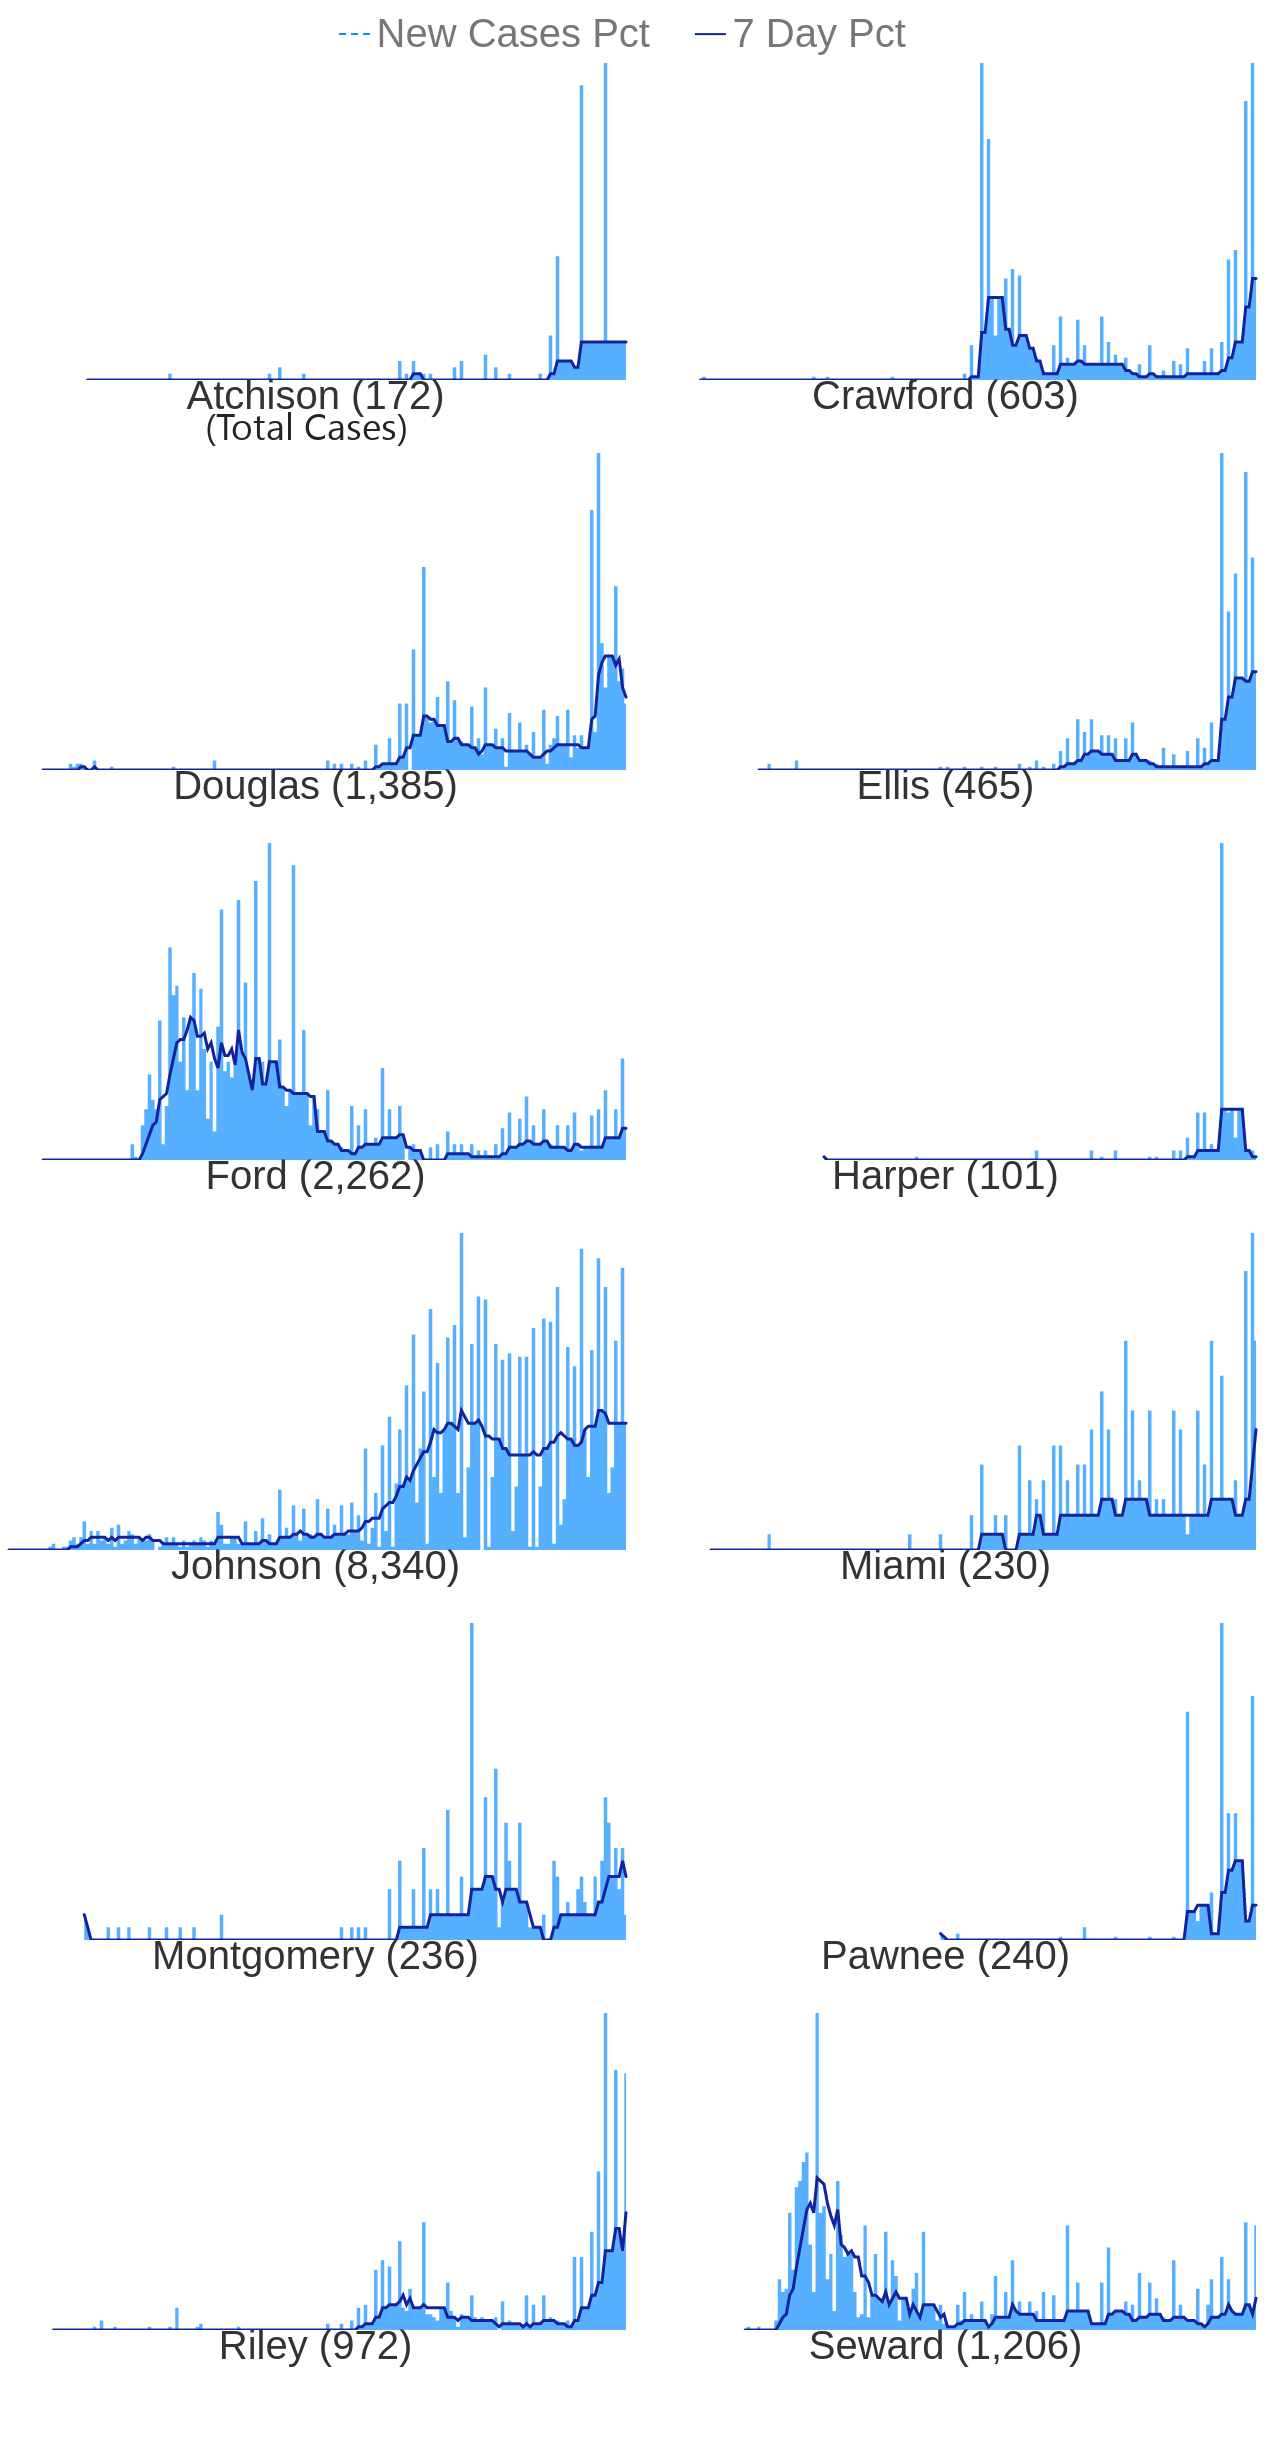 New Cases Pct 7 Day Pct
Atchison (172) Crawford (603)
(Total Cases)
Douglas (1,385) Ellis (465)
Ford (2,262) Harper (101)
Johnson (8,340) Miami (230)
Montgomery (236) Pawnee (240)
Riley (972) Seward (1,206)